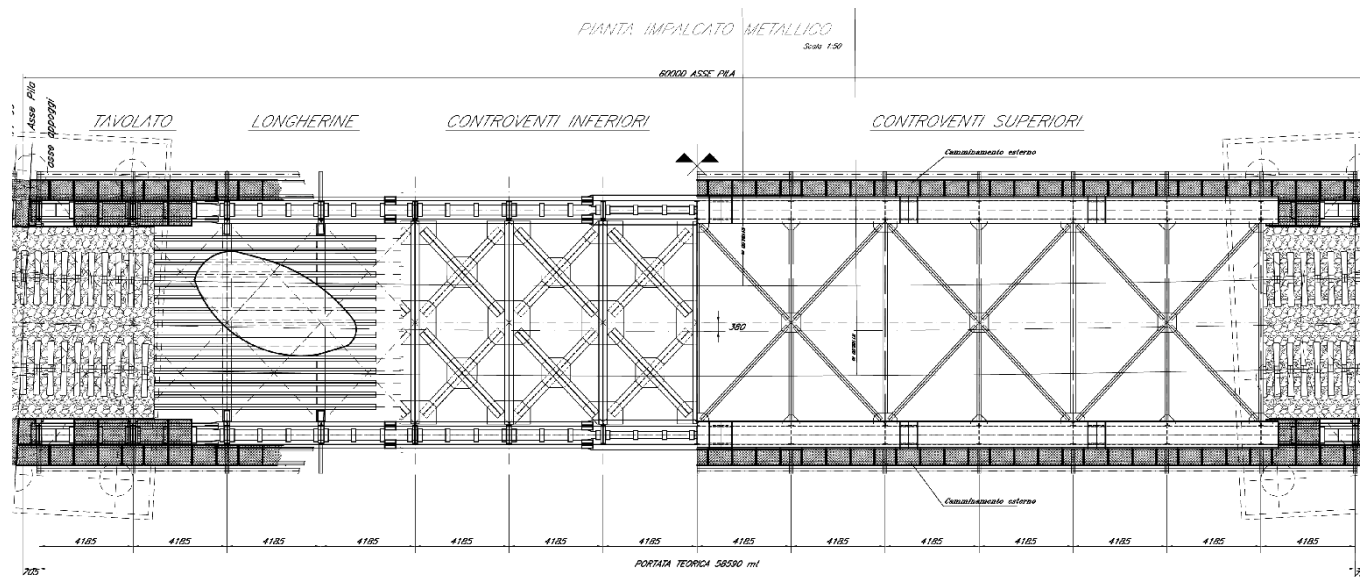 PIANTA IMPALCATO METALLICO
Scala 1:50
60000 ASSE PILA
Asse Pila
asse appoggi
TAVOLATO
LONGHERINE
CONTROVENTI INFERIORI
CONTROVENTI SUPERIORI
Camminamento esterno
380
Camminamento esterno
4185 4185 4185 4185 4185 4185 4185 4185 4185 4185 4185 4185 4185 4185
PORTATA TEORICA 58590 mt
705